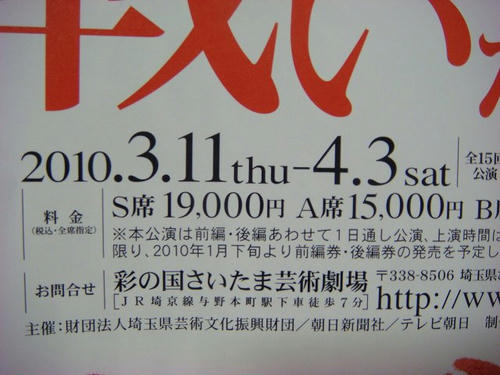 戦い
2010.3.11thu-4.3sat 全15回公演
料金(税込・全席指定) S席 19,000円 A席 15,000円 B
※本公演は前編・後編あわせて1日通し公演、上演時間は
限り、2010年1月下旬より前編券・後編券の発売を予定し
お問合せ 彩の国さいたま芸術劇場 〒338-8506 埼玉県
[JR埼京線与野本町駅下車徒歩7分] http://ww
主催:財団法人埼玉県芸術文化振興財団/朝日新聞社/テレビ朝日 制